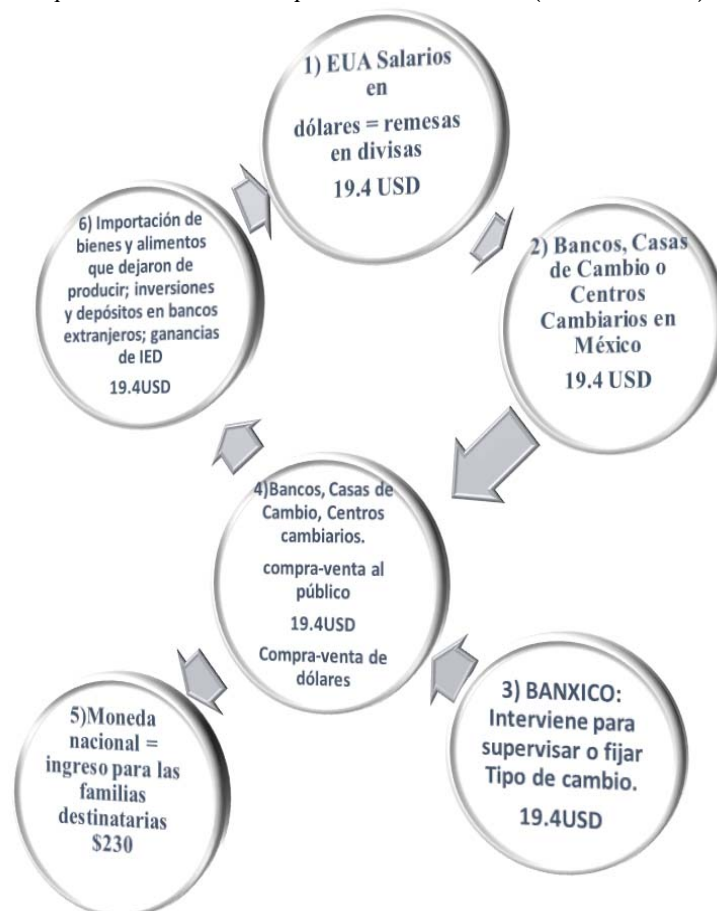 1) EUA Salarios
en
dólares = remesas
en divisas
19.4 USD
2) Bancos, Casas
de Cambio o
Centros
Cambiarios en
México
19.4 USD
3) BANXICO:
Interviene para
supervisar o fijar
Tipo de cambio.
19.4USD
4)Bancos, Casas de
Cambio, Centros
cambiarios.
compra-venta al
público
19.4USD
Compra-venta de
dólares
5)Moneda
nacional =
ingreso para las
familias
destinatarias
$230
6) Importación de
bienes y alimentos
que dejaron de
producir; inversiones
y depósitos en bancos
extranjeros; ganancias
de IED
19.4USD